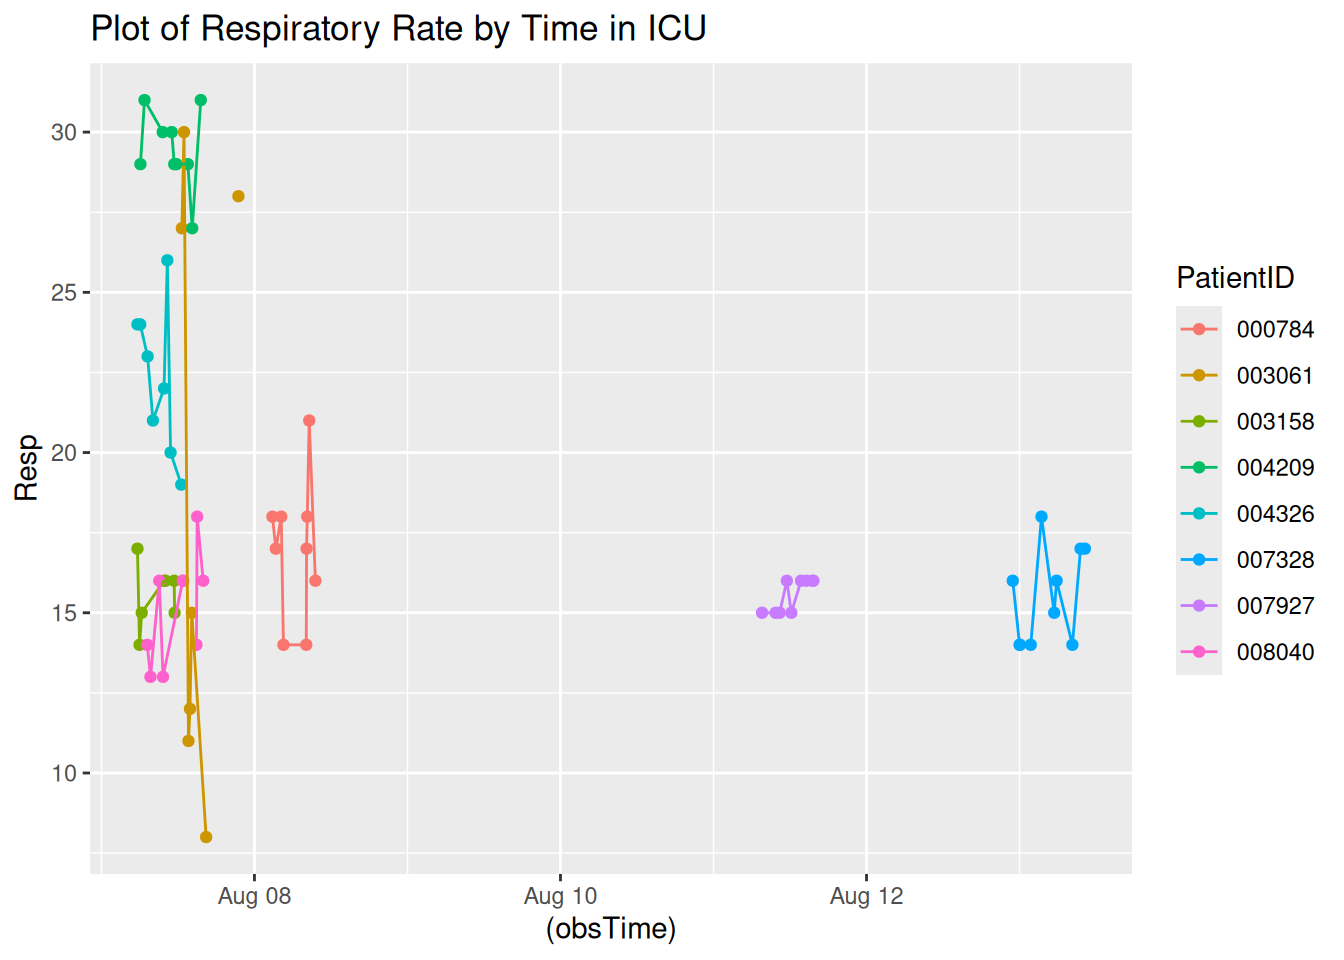 Plot of Respiratory Rate by Time in ICU
30
25
20
15
10
Resp
Aug 08
Aug 10
Aug 12
(obsTime)
PatientID
000784
003061
003158
004209
004326
007328
007927
008040